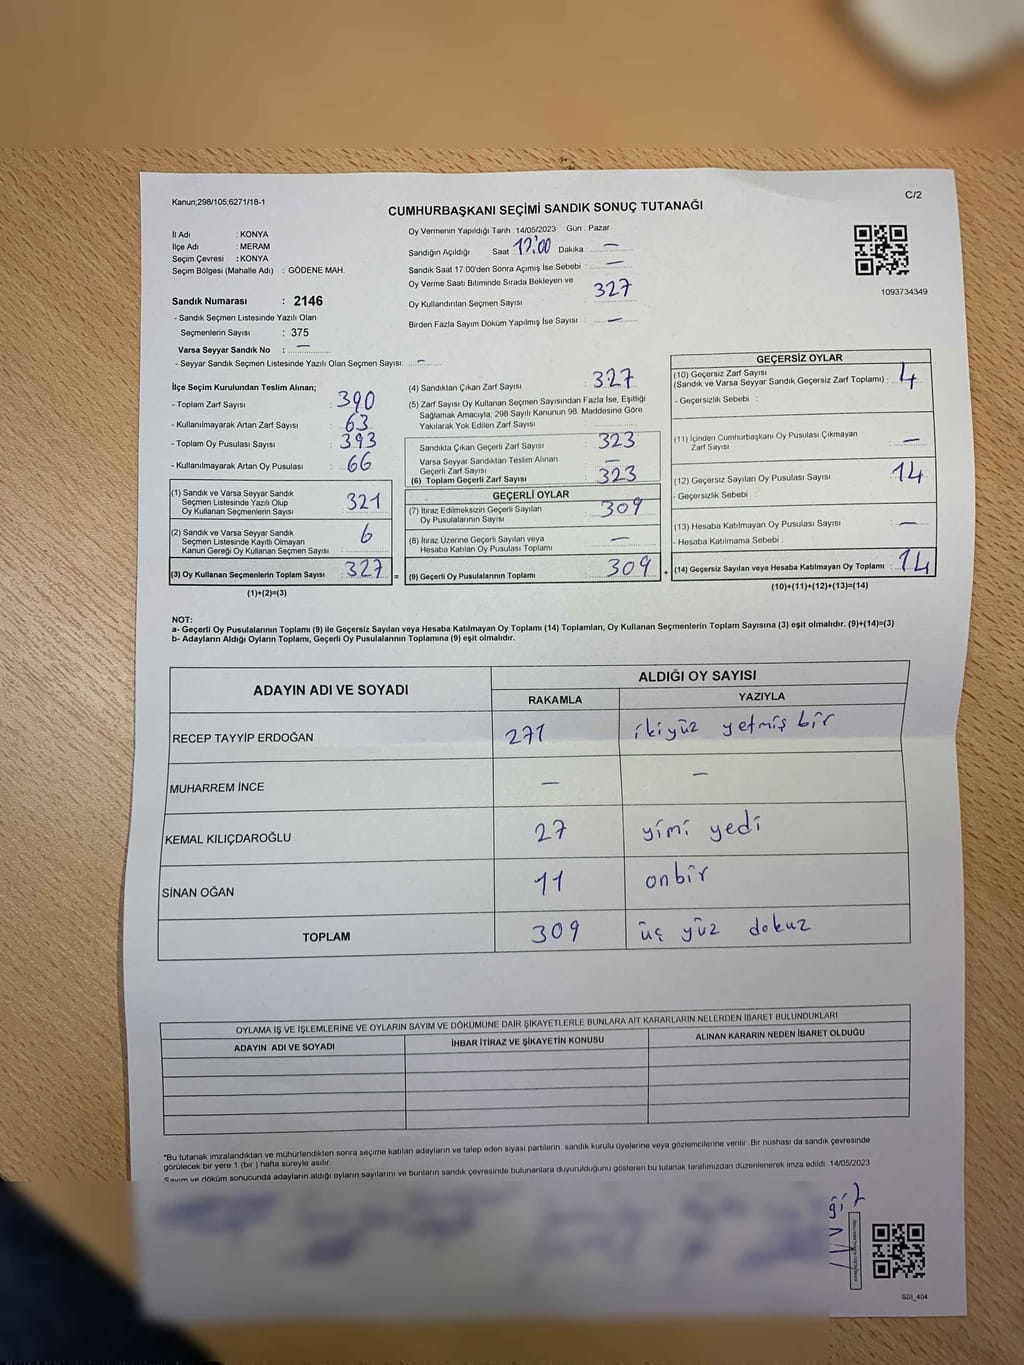 Kanun;298/105;6271/18-1
C/2
CUMHURBAŞKANI SEÇİMİ SANDIK SONUÇ TUTANAĞI
İl Adı : KONYA
İlçe Adı : MERAM
Seçim Çevresi : KONYA
Seçim Bölgesi (Mahalle Adı) : GÖDENE MAH.
Sandık Numarası : 2146
- Sandık Seçmen Listesinde Yazılı Olan
Seçmenlerin Sayısı : 375
Varsa Seyyar Sandık No : —
- Seyyar Sandık Seçmen Listesinde Yazılı Olan Seçmen Sayısı: —
Oy Vermenin Yapıldığı Tarih : 14/05/2023 Gün : Pazar
Sandığın Açıldığı Saat 17:00 Dakika : —
Sandık Saat 17.00'den Sonra Açımış İse Sebebi : —
Oy Verme Saati Bitiminde Sırada Bekleyen ve
Oy Kullandırılan Seçmen Sayısı 327
Birden Fazla Sayım Döküm Yapılmış İse Sayısı : —
1093734349
İlçe Seçim Kurulundan Teslim Alınan;
- Toplam Zarf Sayısı : 390
- Kullanılmayarak Artan Zarf Sayısı : 63
- Toplam Oy Pusulası Sayısı : 393
- Kullanılmayarak Artan Oy Pusulası : 66
(1) Sandık ve Varsa Seyyar Sandık
Seçmen Listesinde Yazılı Olup
Oy Kullanan Seçmenlerin Sayısı 321
(2) Sandık ve Varsa Seyyar Sandık
Seçmen Listesinde Kayıtlı Olmayan
Kanun Gereği Oy Kullanan Seçmen Sayısı 6
(3) Oy Kullanan Seçmenlerin Toplam Sayısı 327 =
(1)+(2)=(3)
(4) Sandıktan Çıkan Zarf Sayısı 327
(5) Zarf Sayısı Oy Kullanan Seçmen Sayısından Fazla İse, Eşitliği
Sağlamak Amacıyla, 298 Sayılı Kanunun 98. Maddesine Göre
Yakılarak Yok Edilen Zarf Sayısı
Sandıkta Çıkan Geçerli Zarf Sayısı 323
Varsa Seyyar Sandıktan Teslim Alınan
Geçerli Zarf Sayısı —
(6) Toplam Geçerli Zarf Sayısı 323
GEÇERLİ OYLAR
(7) İtiraz Edilmeksizin Geçerli Sayılan
Oy Pusulalarının Sayısı 309
(8) İtiraz Üzerine Geçerli Sayılan veya
Hesaba Katılan Oy Pusulası Toplamı —
(9) Geçerli Oy Pusulalarının Toplamı 309 +
GEÇERSİZ OYLAR
(10) Geçersiz Zarf Sayısı
(Sandık ve Varsa Seyyar Sandık Geçersiz Zarf Toplamı) : 4
- Geçersizlik Sebebi :
(11) İçinden Cumhurbaşkanı Oy Pusulası Çıkmayan
Zarf Sayısı —
(12) Geçersiz Sayılan Oy Pusulası Sayısı 14
- Geçersizlik Sebebi :
(13) Hesaba Katılmayan Oy Pusulası Sayısı —
- Hesaba Katılmama Sebebi :
(14) Geçersiz Sayılan veya Hesaba Katılmayan Oy Toplamı : 14
(10)+(11)+(12)+(13)=(14)
NOT:
a- Geçerli Oy Pusulalarının Toplamı (9) ile Geçersiz Sayılan veya Hesaba Katılmayan Oy Toplamı (14) Toplamları, Oy Kullanan Seçmenlerin Toplam Sayısına (3) eşit olmalıdır. (9)+(14)=(3)
b- Adayların Aldığı Oyların Toplamı, Geçerli Oy Pusulalarının Toplamına (9) eşit olmalıdır.
ADAYIN ADI VE SOYADI
ALDIĞI OY SAYISI
RAKAMLA YAZIYLA
RECEP TAYYİP ERDOĞAN 271 ikiyüz yetmiş bir
MUHARREM İNCE — —
KEMAL KILIÇDAROĞLU 27 yimi yedi
SİNAN OĞAN 11 onbir
TOPLAM 309 üç yüz dokuz
OYLAMA İŞ VE İŞLEMLERİNE VE OYLARIN SAYIM VE DÖKÜMÜNE DAİR ŞİKAYETLERLE BUNLARA AİT KARARLARIN NELERDEN İBARET BULUNDUKLARI
ADAYIN ADI VE SOYADI İHBAR İTİRAZ VE ŞİKAYETİN KONUSU ALINAN KARARIN NEDEN İBARET OLDUĞU
*Bu tutanak imzalandıktan ve mühürlendikten sonra seçime katılan adayların ve talep eden siyasi partilerin sandık kurulu üyelerine veya gözlemcilerine verilir. Bir nüshası da sandık çevresinde
görülecek bir yere 1 (bir ) hafta süreyle asılır.
Sayım ve döküm sonucunda adayların aldığı oyların sayılarını ve bunların sandık çevresinde bulunanlara duyurulduğunu gösteren bu tutanak tarafımızdan düzenlenerek imza edildi 14/05/2023
SSI_404